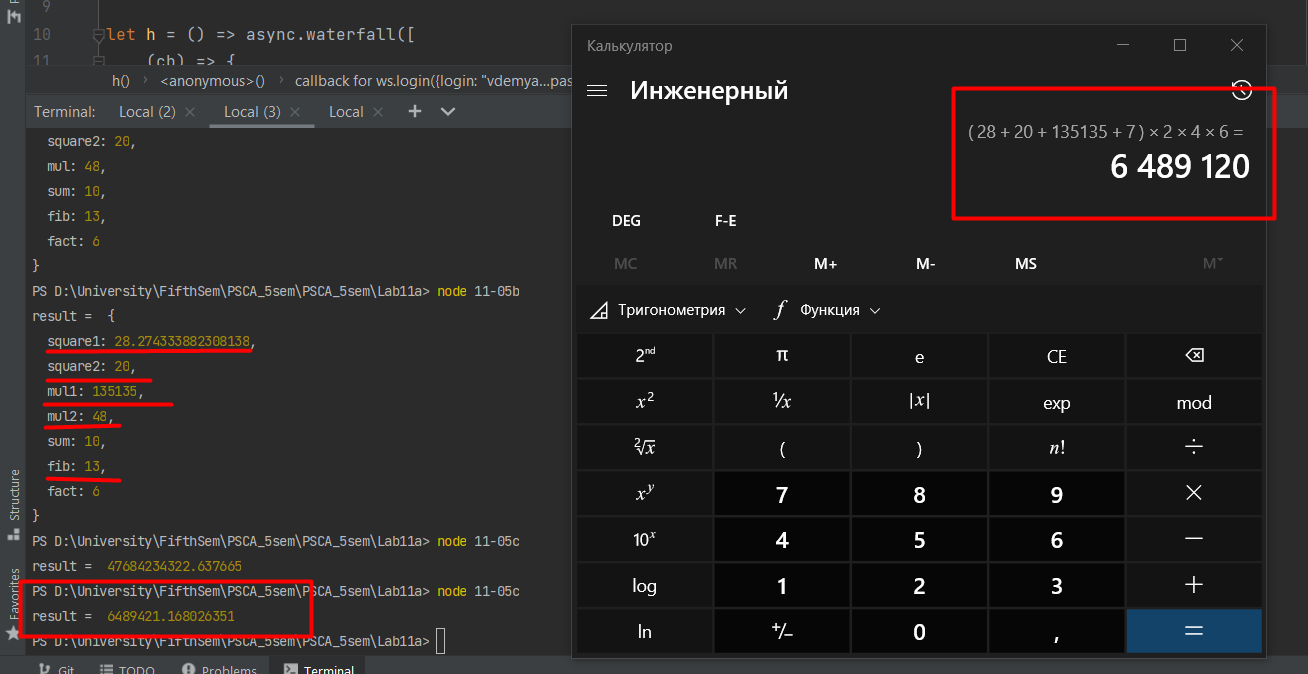 9
10 let h = () => async.waterfall([
11 (cb) => {
h() › <anonymous>() › callback for ws.login({login: "vdemya...pas
Terminal: Local (2) × Local (3) × Local × +
square2: 20,
mul: 48,
sum: 10,
fib: 13,
fact: 6
}
PS D:\University\FifthSem\PSCA_5sem\PSCA_5sem\Lab11a> node 11-05b
result = {
square1: 28.274333882308138,
square2: 20,
mul1: 135135,
mul2: 48,
sum: 10,
fib: 13,
fact: 6
}
PS D:\University\FifthSem\PSCA_5sem\PSCA_5sem\Lab11a> node 11-05c
result = 47684234322.637665
PS D:\University\FifthSem\PSCA_5sem\PSCA_5sem\Lab11a> node 11-05c
result = 6489421.168026351
PS D:\University\FifthSem\PSCA_5sem\PSCA_5sem\Lab11a>
Structure
Favorites
Git TODO Problems Terminal
Калькулятор
Инженерный
(28 + 20 + 135135 + 7) × 2 × 4 × 6 =
6 489 120
DEG F-E
MC MR M+ M- MS M˅
Тригонометрия f Функция
2ⁿᵈ π e CE
x² ¹/x |x| exp mod
²√x ( ) n! ÷
xʸ 7 8 9 ×
10ˣ 4 5 6 −
log 1 2 3 +
ln +/− 0 , =